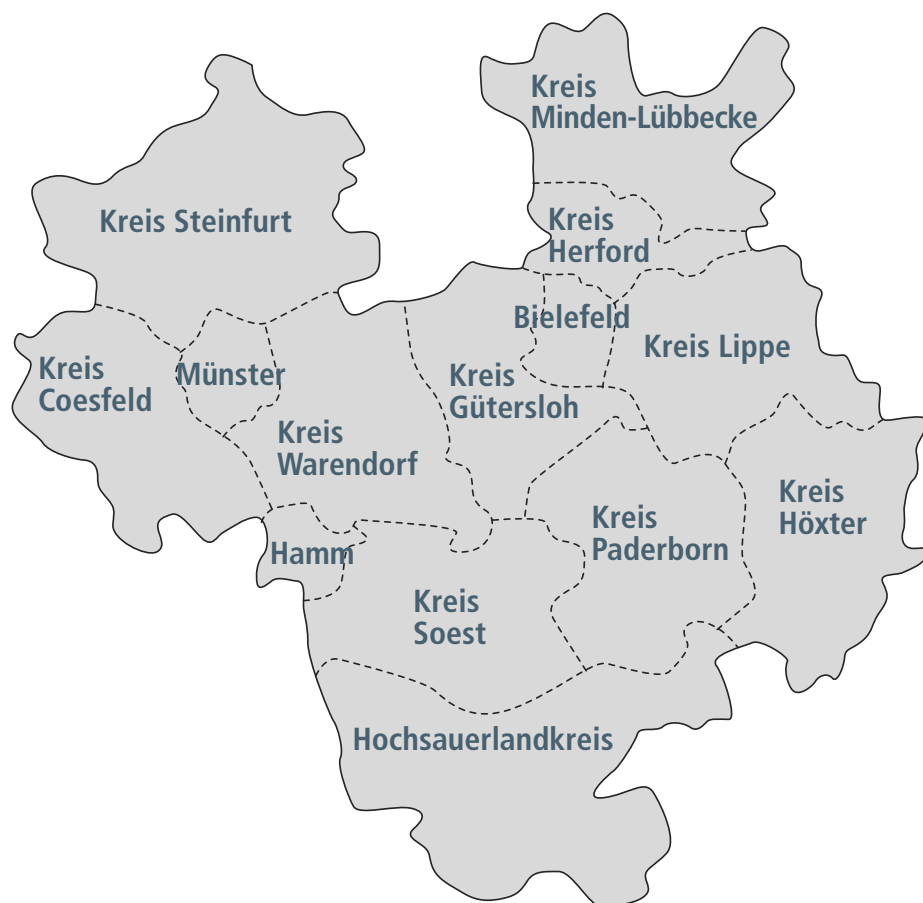 Kreis
Minden-Lübbecke
Kreis Steinfurt
Kreis
Herford
Bielefeld
Kreis Lippe
Kreis
Coesfeld
Münster
Kreis
Gütersloh
Kreis
Warendorf
Kreis
Höxter
Kreis
Paderborn
Hamm
Kreis
Soest
Hochsauerlandkreis